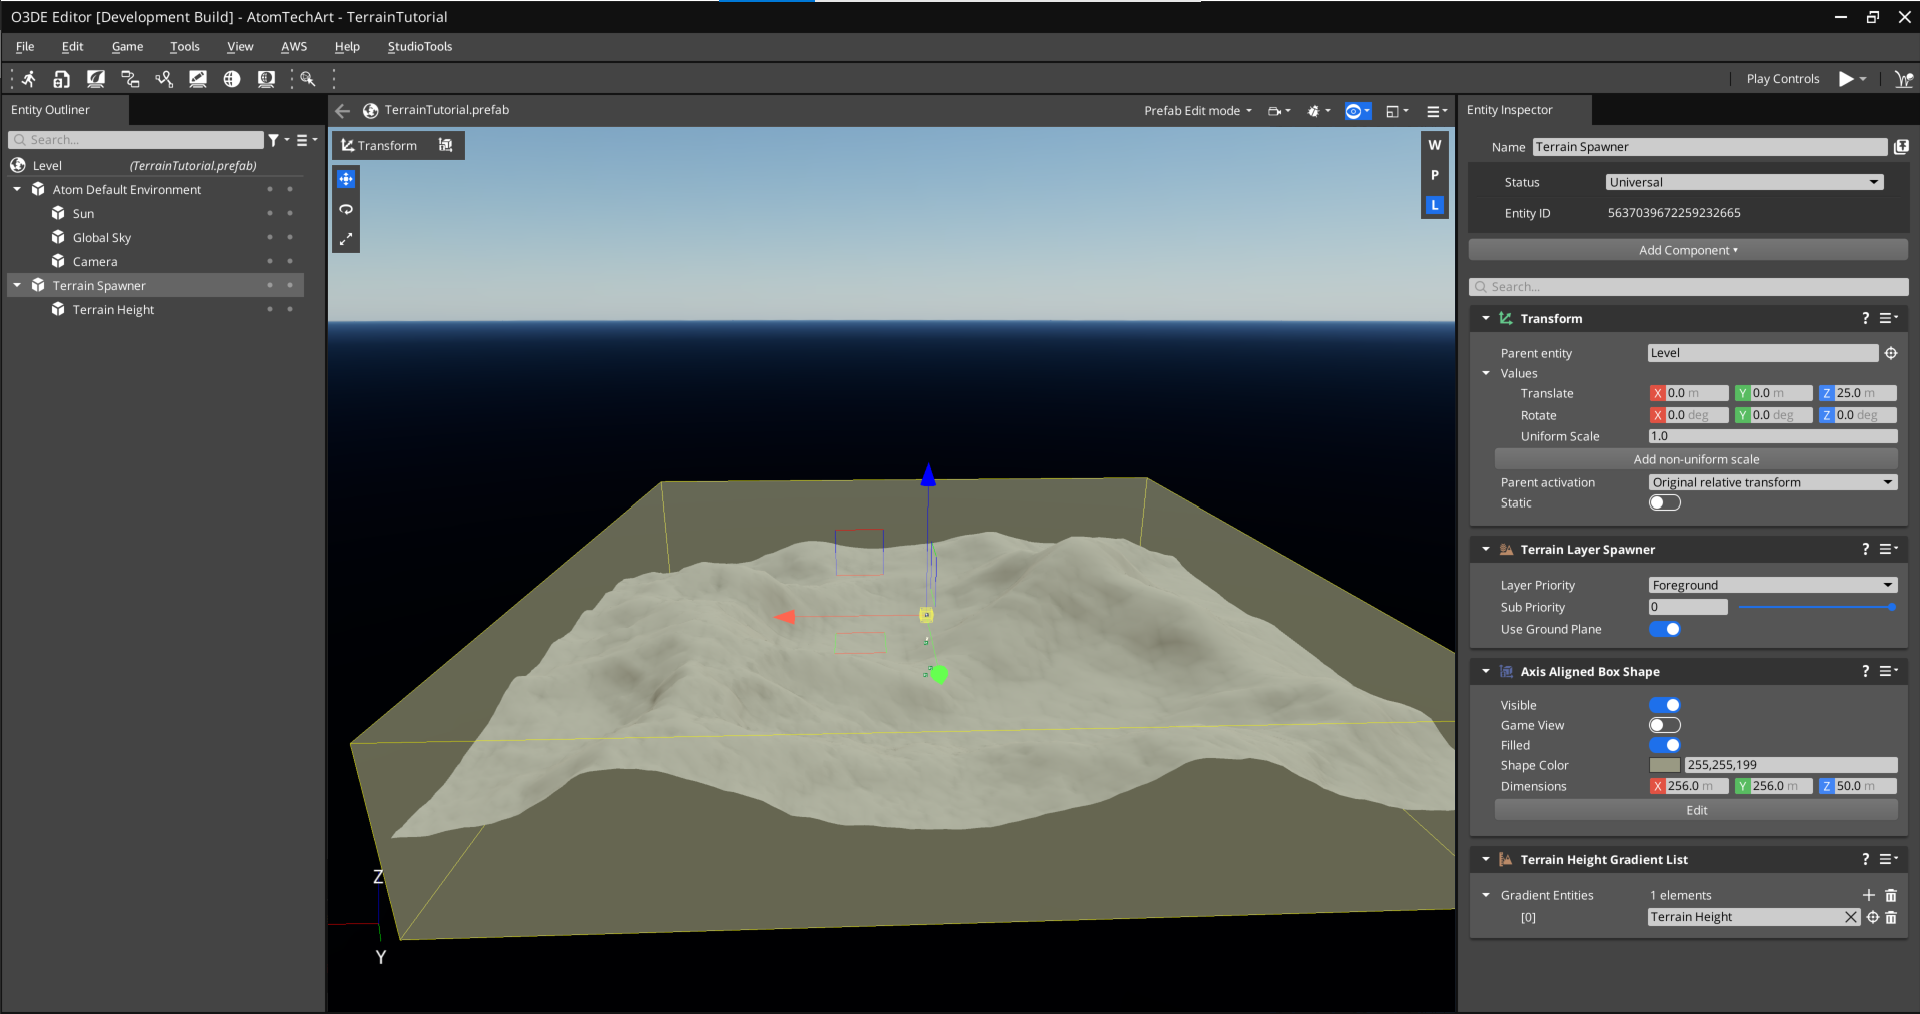 O3DE Editor [Development Build] - AtomTechArt - TerrainTutorial
File Edit Game Tools View AWS Help StudioTools
Play Controls
Entity Outliner
Search...
Level (TerrainTutorial.prefab)
Atom Default Environment
Sun
Global Sky
Camera
Terrain Spawner
Terrain Height
TerrainTutorial.prefab Prefab Edit mode
Transform
W
P
L
Z
Y
Entity Inspector
Name Terrain Spawner
Status Universal
Entity ID 5637039672259232665
Add Component
Search...
Transform ?
Parent entity Level
Values
Translate X 0.0 m Y 0.0 m Z 25.0 m
Rotate X 0.0 deg Y 0.0 deg Z 0.0 deg
Uniform Scale 1.0
Add non-uniform scale
Parent activation Original relative transform
Static
Terrain Layer Spawner ?
Layer Priority Foreground
Sub Priority 0
Use Ground Plane
Axis Aligned Box Shape ?
Visible
Game View
Filled
Shape Color 255,255,199
Dimensions X 256.0 m Y 256.0 m Z 50.0 m
Edit
Terrain Height Gradient List ?
Gradient Entities 1 elements
[0] Terrain Height